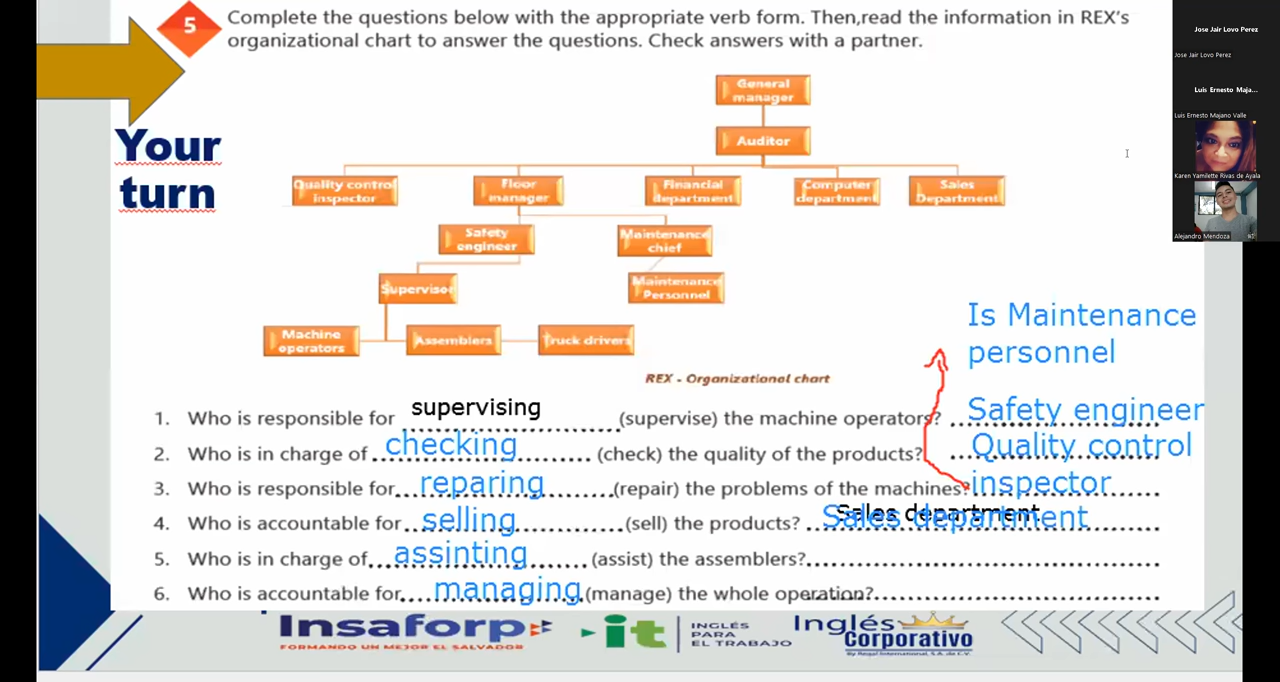 5 Complete the questions below with the appropriate verb form. Then,read the information in REX's
organizational chart to answer the questions. Check answers with a partner.
Jose Jair Lovo Perez
Jose Jair Lovo Perez
Luis Ernesto Maja...
Luis Ernesto Majano Valle
Karen Yamilette Rivas de Ayala
Alejandro Mendoza
Your
turn
General
manager
Auditor
Quality control
inspector
Floor
manager
Financial
department
Computer
department
Sales
Department
Safety
engineer
Maintenance
chief
Supervisor
Maintenance
Personnel
Machine
operators
Assemblers
Truck drivers
REX - Organizational chart
Is Maintenance
personnel
1. Who is responsible for supervising (supervise) the machine operators? Safety engineer
2. Who is in charge of checking (check) the quality of the products? Quality control
3. Who is responsible for reparing (repair) the problems of the machines? inspector
4. Who is accountable for selling (sell) the products? Sales department Sales department
5. Who is in charge of assinting (assist) the assemblers?
6. Who is accountable for managing (manage) the whole operation?
Insaforp
FORMANDO UN MEJOR EL SALVADOR
it
INGLÉS
PARA
EL TRABAJO
Inglés
Corporativo
By Regal International, S.A. de C.V.